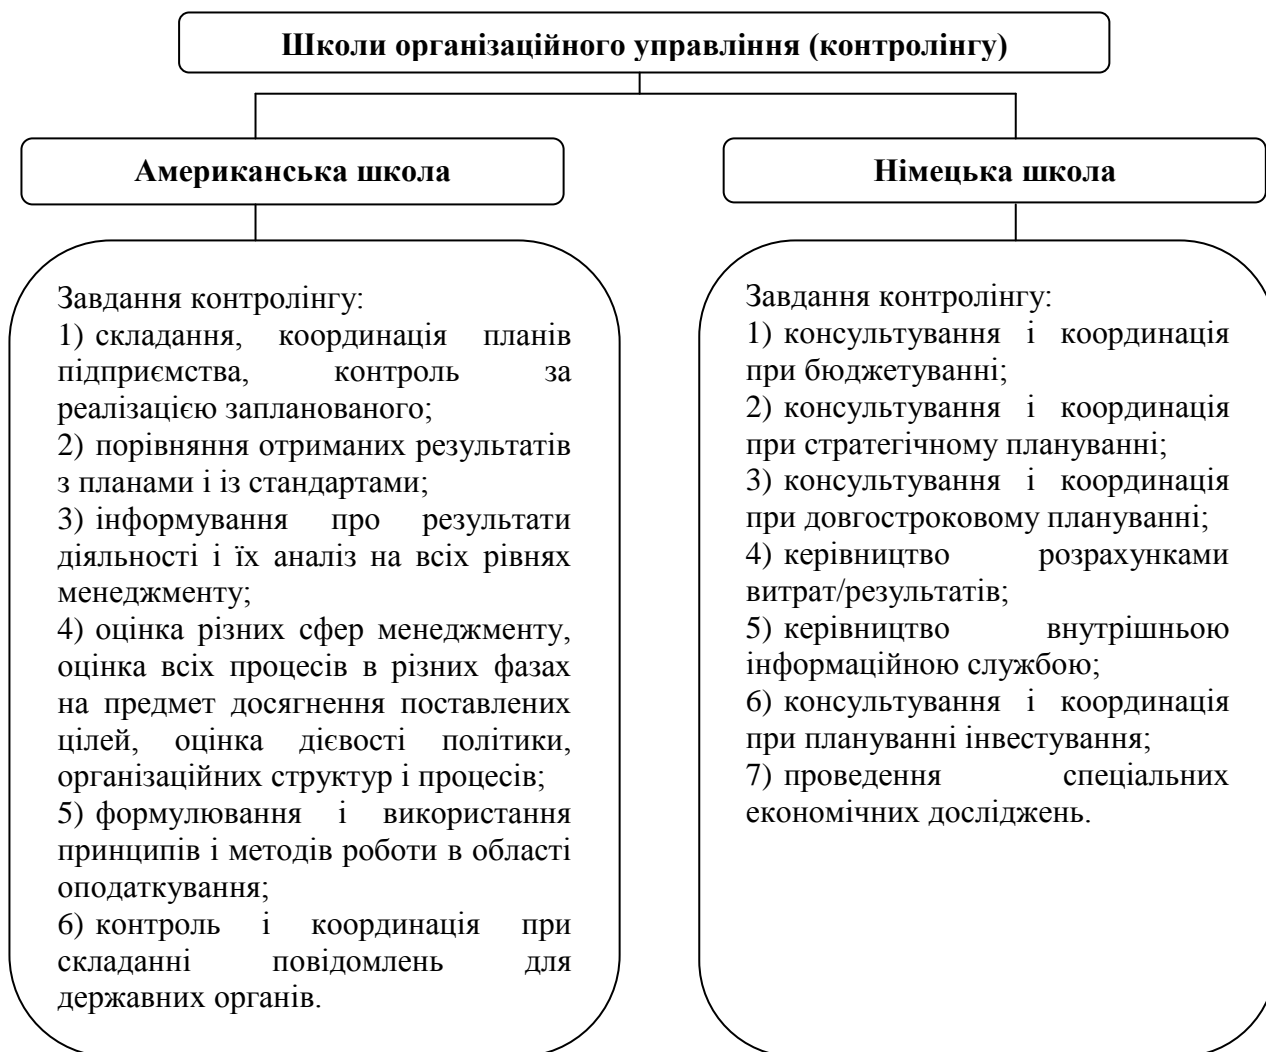 Школи організаційного управління (контролінгу)
Американська школа
Німецька школа
Завдання контролінгу:
1) складання, координація планів
підприємства, контроль за
реалізацією запланованого;
2) порівняння отриманих результатів
з планами і із стандартами;
3) інформування про результати
діяльності і їх аналіз на всіх рівнях
менеджменту;
4) оцінка різних сфер менеджменту,
оцінка всіх процесів в різних фазах
на предмет досягнення поставлених
цілей, оцінка дієвості політики,
організаційних структур і процесів;
5) формулювання і використання
принципів і методів роботи в області
оподаткування;
6) контроль і координація при
складанні повідомлень для
державних органів.
Завдання контролінгу:
1) консультування і координація
при бюджетуванні;
2) консультування і координація
при стратегічному плануванні;
3) консультування і координація
при довгостроковому плануванні;
4) керівництво розрахунками
витрат/результатів;
5) керівництво внутрішньою
інформаційною службою;
6) консультування і координація
при плануванні інвестування;
7) проведення спеціальних
економічних досліджень.